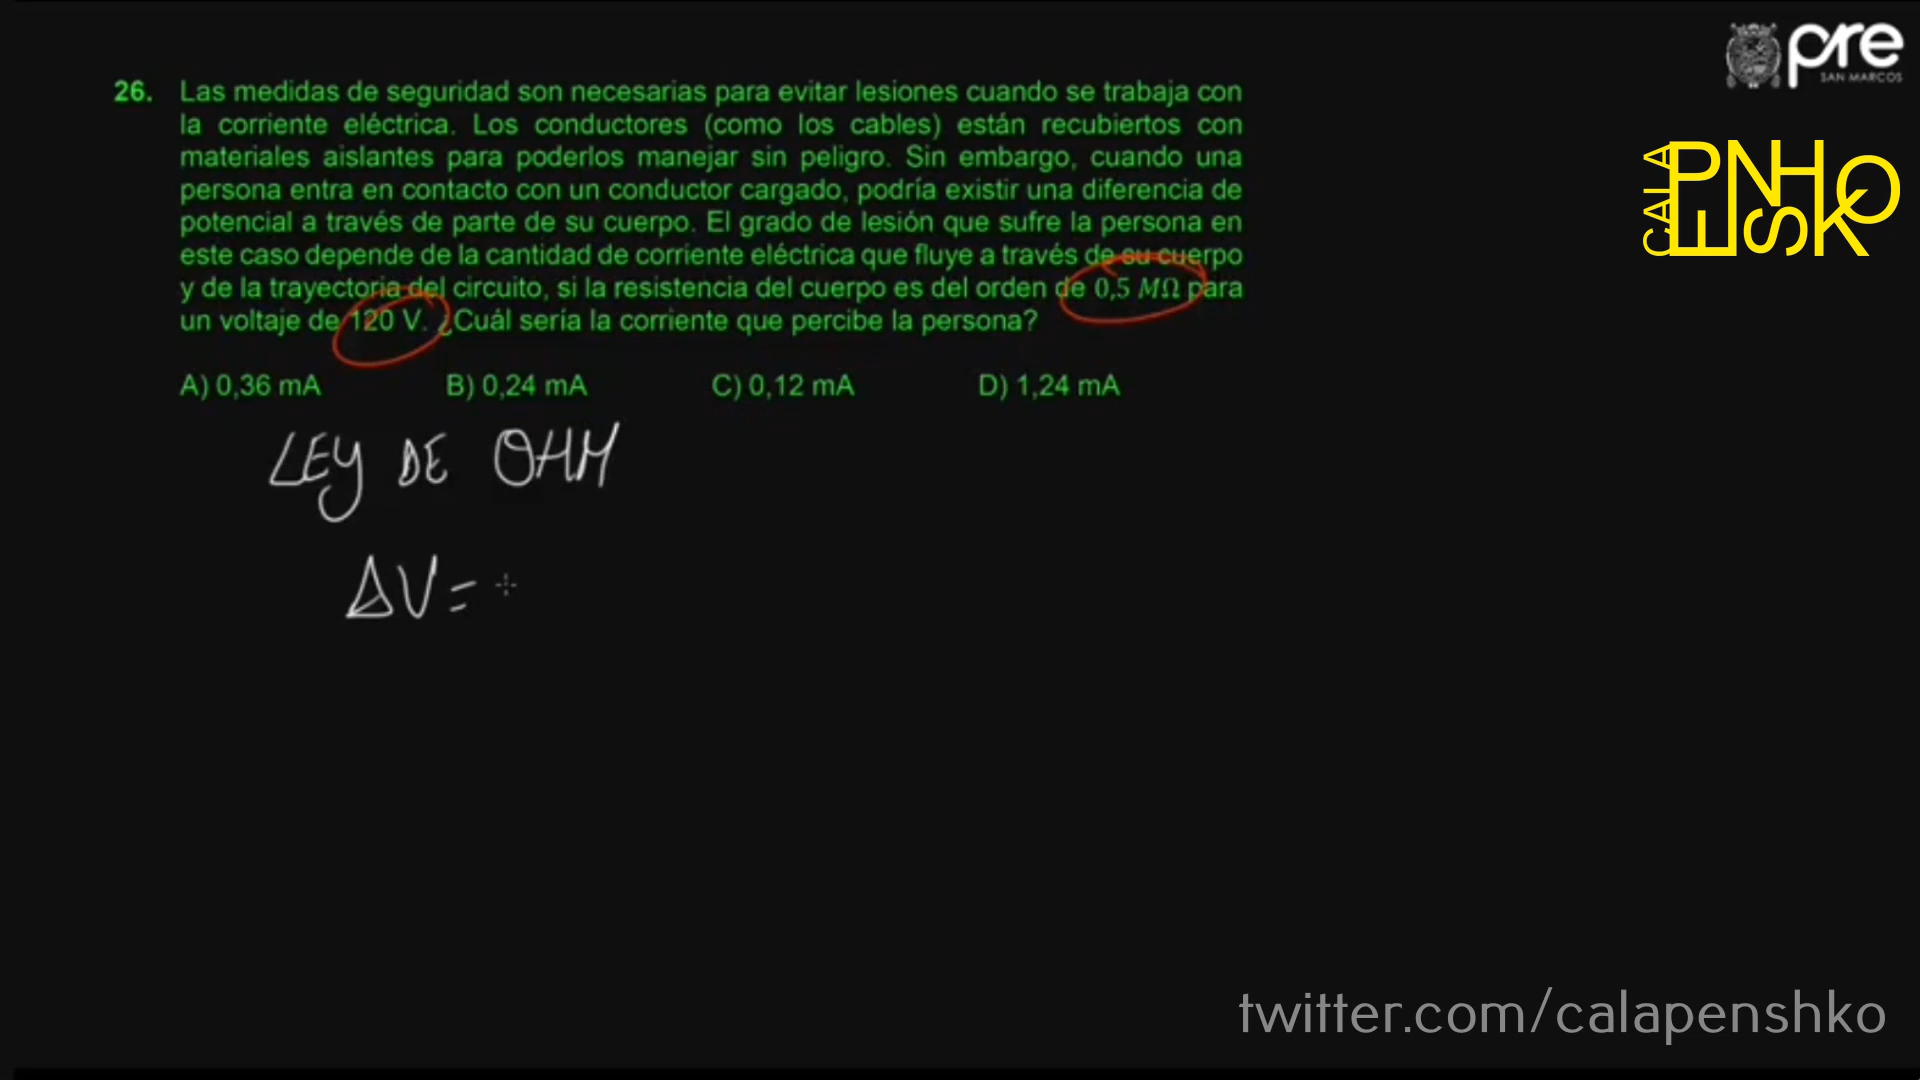 pre
SAN MARCOS
CALA
PENSHKO
26. Las medidas de seguridad son necesarias para evitar lesiones cuando se trabaja con
la corriente eléctrica. Los conductores (como los cables) están recubiertos con
materiales aislantes para poderlos manejar sin peligro. Sin embargo, cuando una
persona entra en contacto con un conductor cargado, podría existir una diferencia de
potencial a través de parte de su cuerpo. El grado de lesión que sufre la persona en
este caso depende de la cantidad de corriente eléctrica que fluye a través de su cuerpo
y de la trayectoria del circuito, si la resistencia del cuerpo es del orden de 0,5 MΩ para
un voltaje de 120 V. ¿Cuál sería la corriente que percibe la persona?
A) 0,36 mA B) 0,24 mA C) 0,12 mA D) 1,24 mA
LEY DE OHM
ΔV=
twitter.com/calapenshko